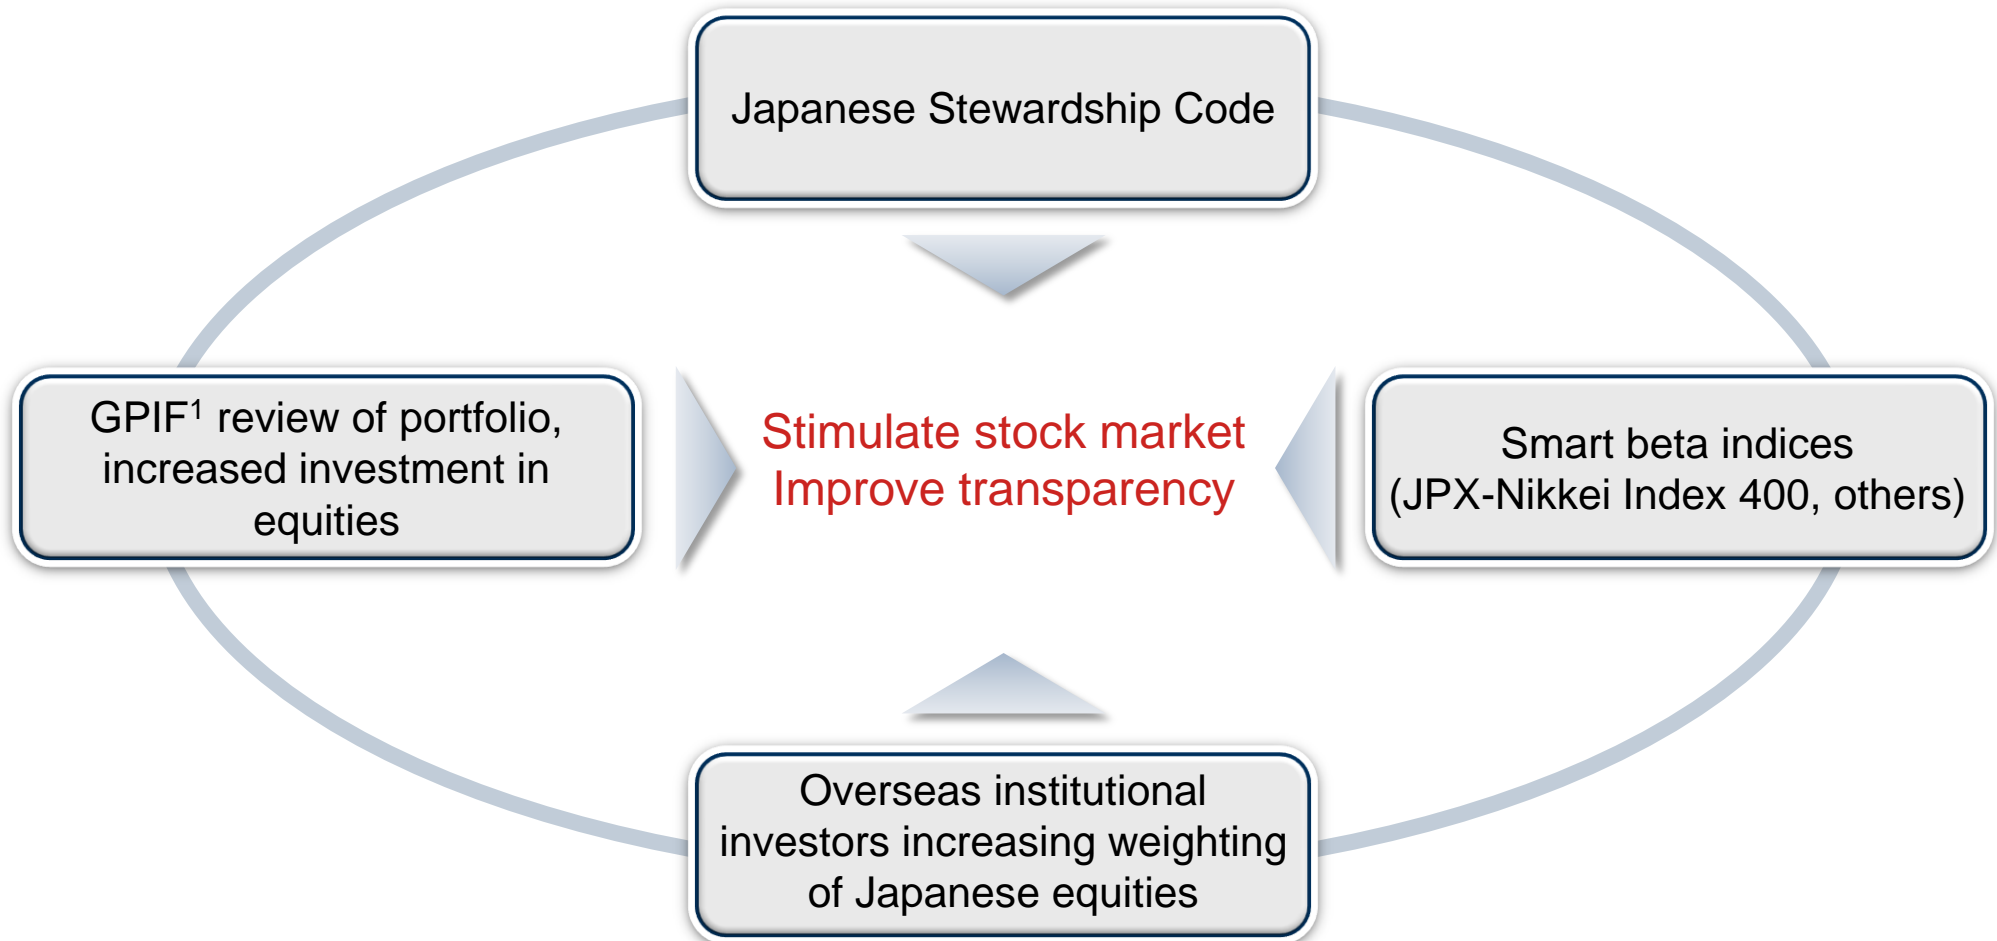 Japanese Stewardship Code
GPIF¹ review of portfolio,
increased investment in
equities
Stimulate stock market
Improve transparency
Smart beta indices
(JPX-Nikkei Index 400, others)
Overseas institutional
investors increasing weighting
of Japanese equities